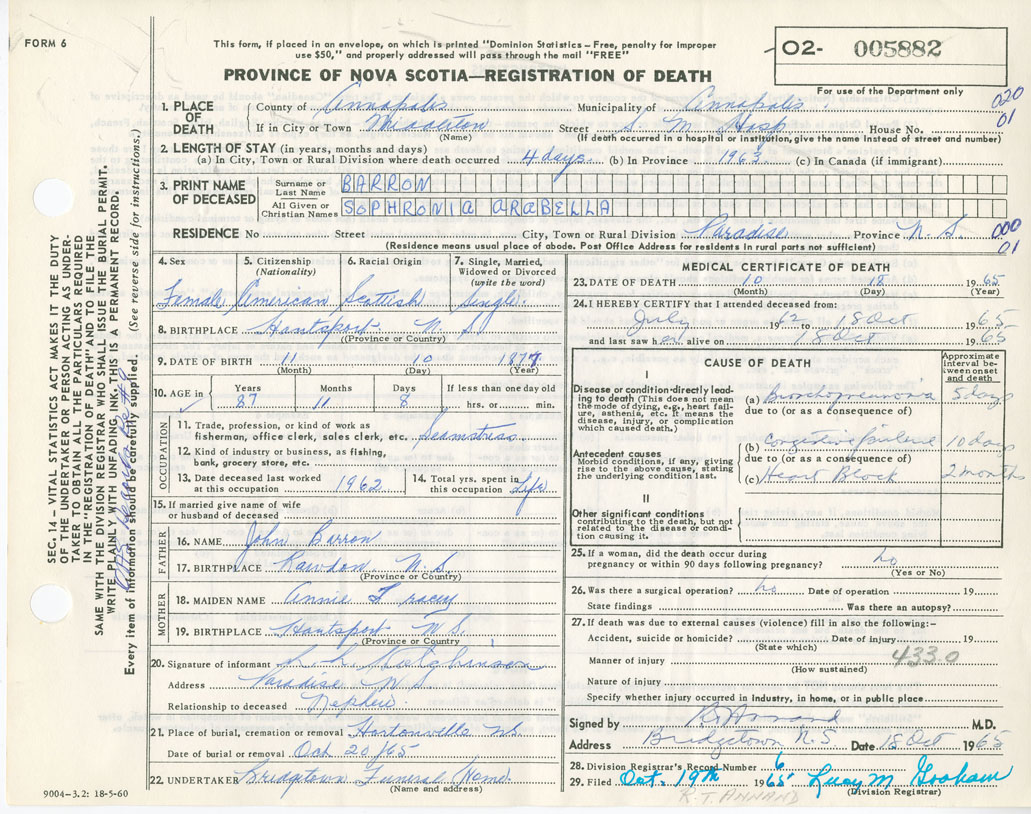 FORM 6
This form, if placed in an envelope, on which is printed "Dominion Statistics – Free, penalty for improper
use $50," and properly addressed will pass through the mail "FREE"
02- 005882
PROVINCE OF NOVA SCOTIA—REGISTRATION OF DEATH
For use of the Department only
020
01
1. PLACE OF DEATH
County of Annapolis Municipality of Annapolis
If in City or Town Middleton Street S. M. Hosp House No.
(Name) (If death occurred in a hospital or institution, give the name instead of street and number)
2. LENGTH OF STAY (in years, months and days)
(a) In City, Town or Rural Division where death occurred 4 days (b) In Province 1963 (c) In Canada (if immigrant)
3. PRINT NAME OF DECEASED
Surname or Last Name BARRON
All Given or Christian Names SOPHRONIA ARABELLA
RESIDENCE No Street City, Town or Rural Division Paradise Province N. S.
(Residence means usual place of abode. Post Office Address for residents in rural parts not sufficient)
000
01
4. Sex Female
5. Citizenship (Nationality) American
6. Racial Origin Scottish
7. Single, Married, Widowed or Divorced (write the word) Single
8. BIRTHPLACE Hantsport N. S.
(Province or Country)
9. DATE OF BIRTH 11 10 1877
(Month) (Day) (Year)
10. AGE in Years 87 Months 11 Days 8 If less than one day old hrs. or min.
OCCUPATION
11. Trade, profession, or kind of work as
fisherman, office clerk, sales clerk, etc. Seamstress
12. Kind of industry or business, as fishing,
bank, grocery store, etc.
13. Date deceased last worked at this occupation 1962
14. Total yrs. spent in this occupation Life
15. If married give name of wife
or husband of deceased
FATHER
16. NAME John Barron
17. BIRTHPLACE Rawdon N. S.
(Province or Country)
MOTHER
18. MAIDEN NAME Annie Tracey
19. BIRTHPLACE Hantsport N.S.
(Province or Country)
20. Signature of informant
Address Paradise N S
Relationship to deceased Nephew
21. Place of burial, cremation or removal Hortonville NS
Date of burial or removal Oct 20/65
22. UNDERTAKER Bridgetown Funeral Home
(Name and address)
9004-3.2: 18-5-60
MEDICAL CERTIFICATE OF DEATH
23. DATE OF DEATH 10 18 1965
(Month) (Day) (Year)
24. I HEREBY CERTIFY that I attended deceased from:
July 1962 to 18 Oct 1965
and last saw her alive on 18 Oct 1965
CAUSE OF DEATH
Approximate interval between onset and death
I
Disease or condition directly leading to death (This does not mean the mode of dying, e.g., heart failure, asthenia, etc. It means the disease, injury, or complication which caused death.)
(a) Bronchopneumonia 5 days
due to (or as a consequence of)
Antecedent causes
Morbid conditions, if any, giving rise to the above cause, stating the underlying condition last.
(b) Congestive failure 10 days
due to (or as a consequence of)
(c) Heart Block 2 months
II
Other significant conditions
contributing to the death, but not related to the disease or condition causing it.
25. If a woman, did the death occur during
pregnancy or within 90 days following pregnancy? no
(Yes or No)
26. Was there a surgical operation? no Date of operation 19
State findings Was there an autopsy?
27. If death was due to external causes (violence) fill in also the following:–
Accident, suicide or homicide? Date of injury 19
(State which)
433.0
Manner of injury
(How sustained)
Nature of injury
Specify whether injury occurred in industry, in home, or in public place
Signed by R T Annand M.D.
Address Bridgetown N.S. Date 18 Oct 1965
28. Division Registrar's Record Number 6
29. Filed Oct. 19th 1965 Lucy M Graham
(Division Registrar)
R. T. ANNAND
SEC. 14 – VITAL STATISTICS ACT MAKES IT THE DUTY
OF THE UNDERTAKER OR PERSON ACTING AS UNDER-
TAKER TO OBTAIN ALL THE PARTICULARS REQUIRED
IN THE "REGISTRATION OF DEATH" AND TO FILE THE
SAME WITH THE DIVISION REGISTRAR WHO SHALL ISSUE THE BURIAL PERMIT.
WRITE PLAINLY WITH UNFADING INK. THIS IS A PERMANENT RECORD.
Every item of information should be carefully supplied. (See reverse side for instructions.)